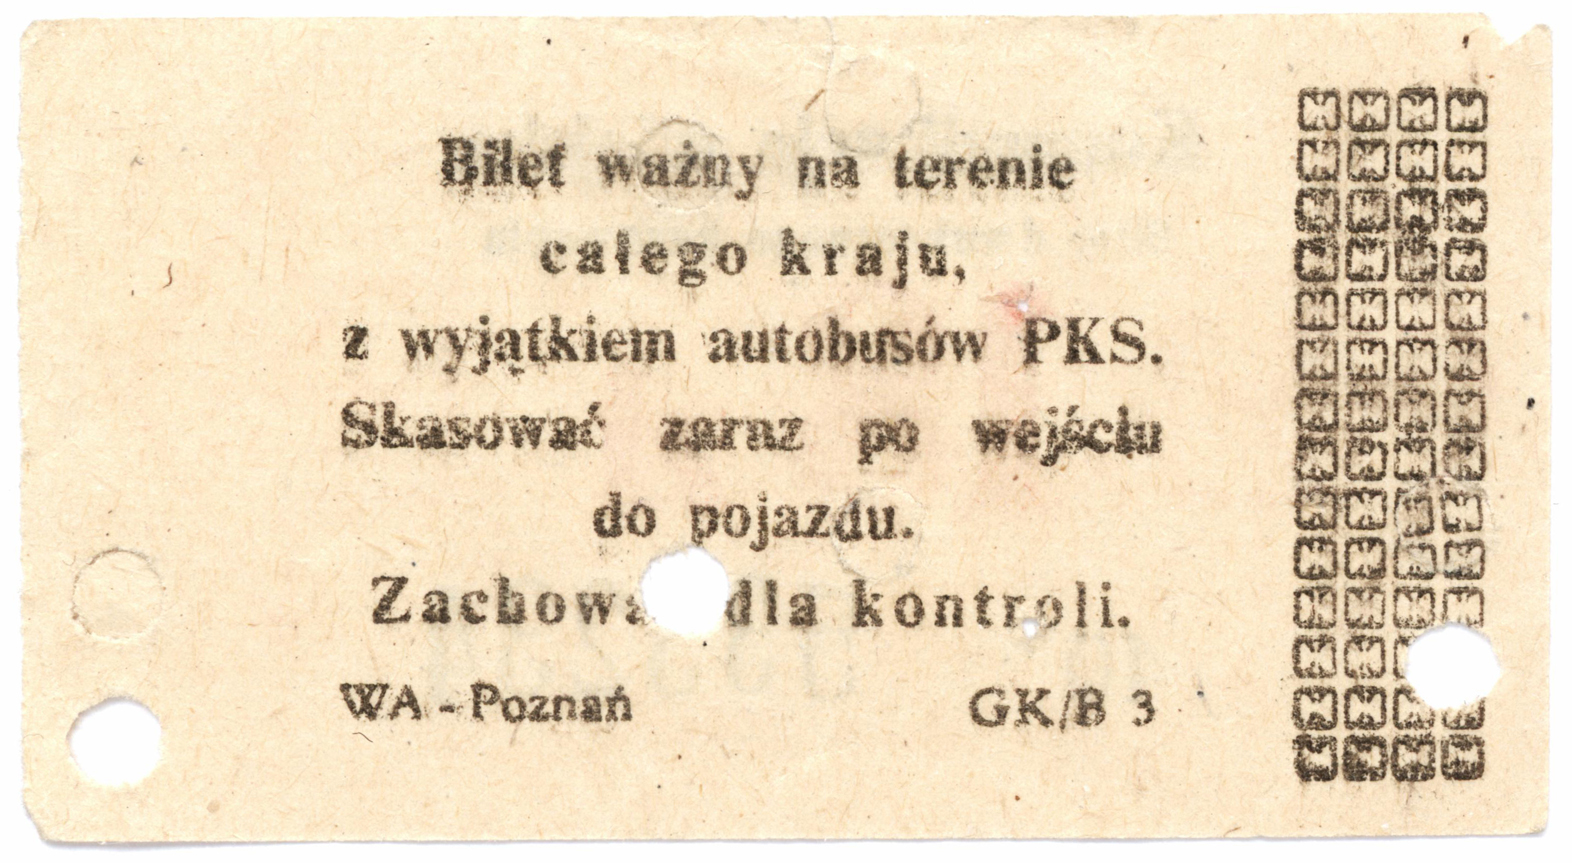 Bilet ważny na terenie
całego kraju,
z wyjątkiem autobusów PKS.
Skasować zaraz po wejściu
do pojazdu.
Zachowa dla kontroli.
WA - Poznań GK/B 3